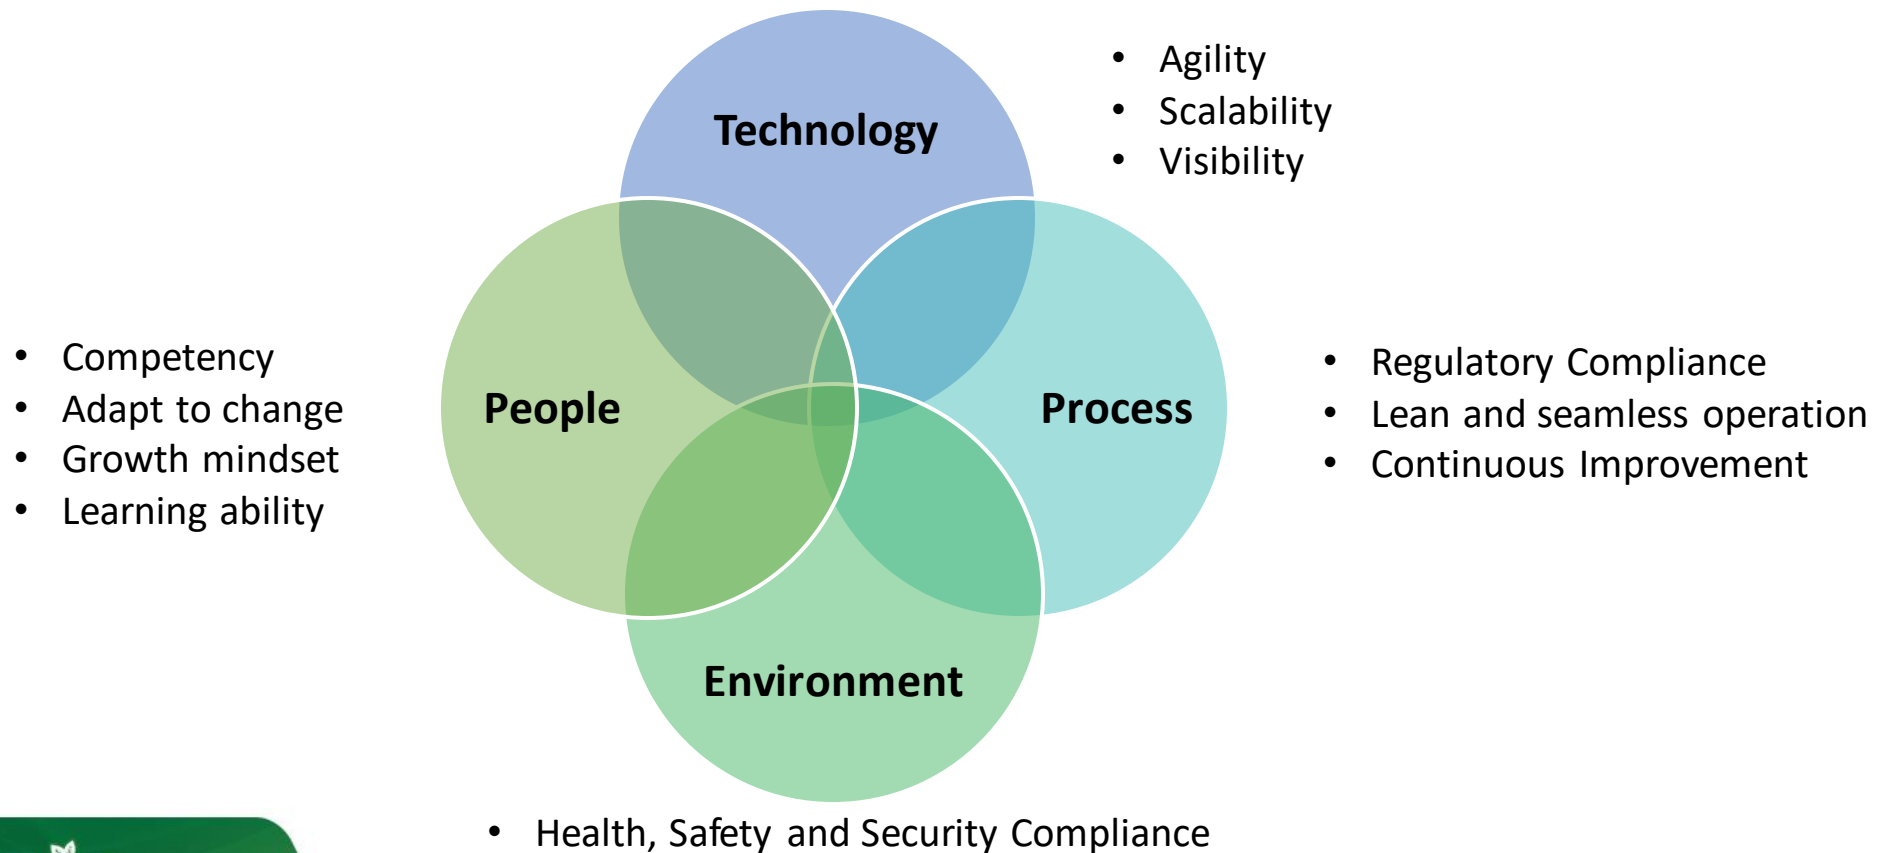 Technology
• Agility
• Scalability
• Visibility
People
• Competency
• Adapt to change
• Growth mindset
• Learning ability
Process
• Regulatory Compliance
• Lean and seamless operation
• Continuous Improvement
Environment
• Health, Safety and Security Compliance